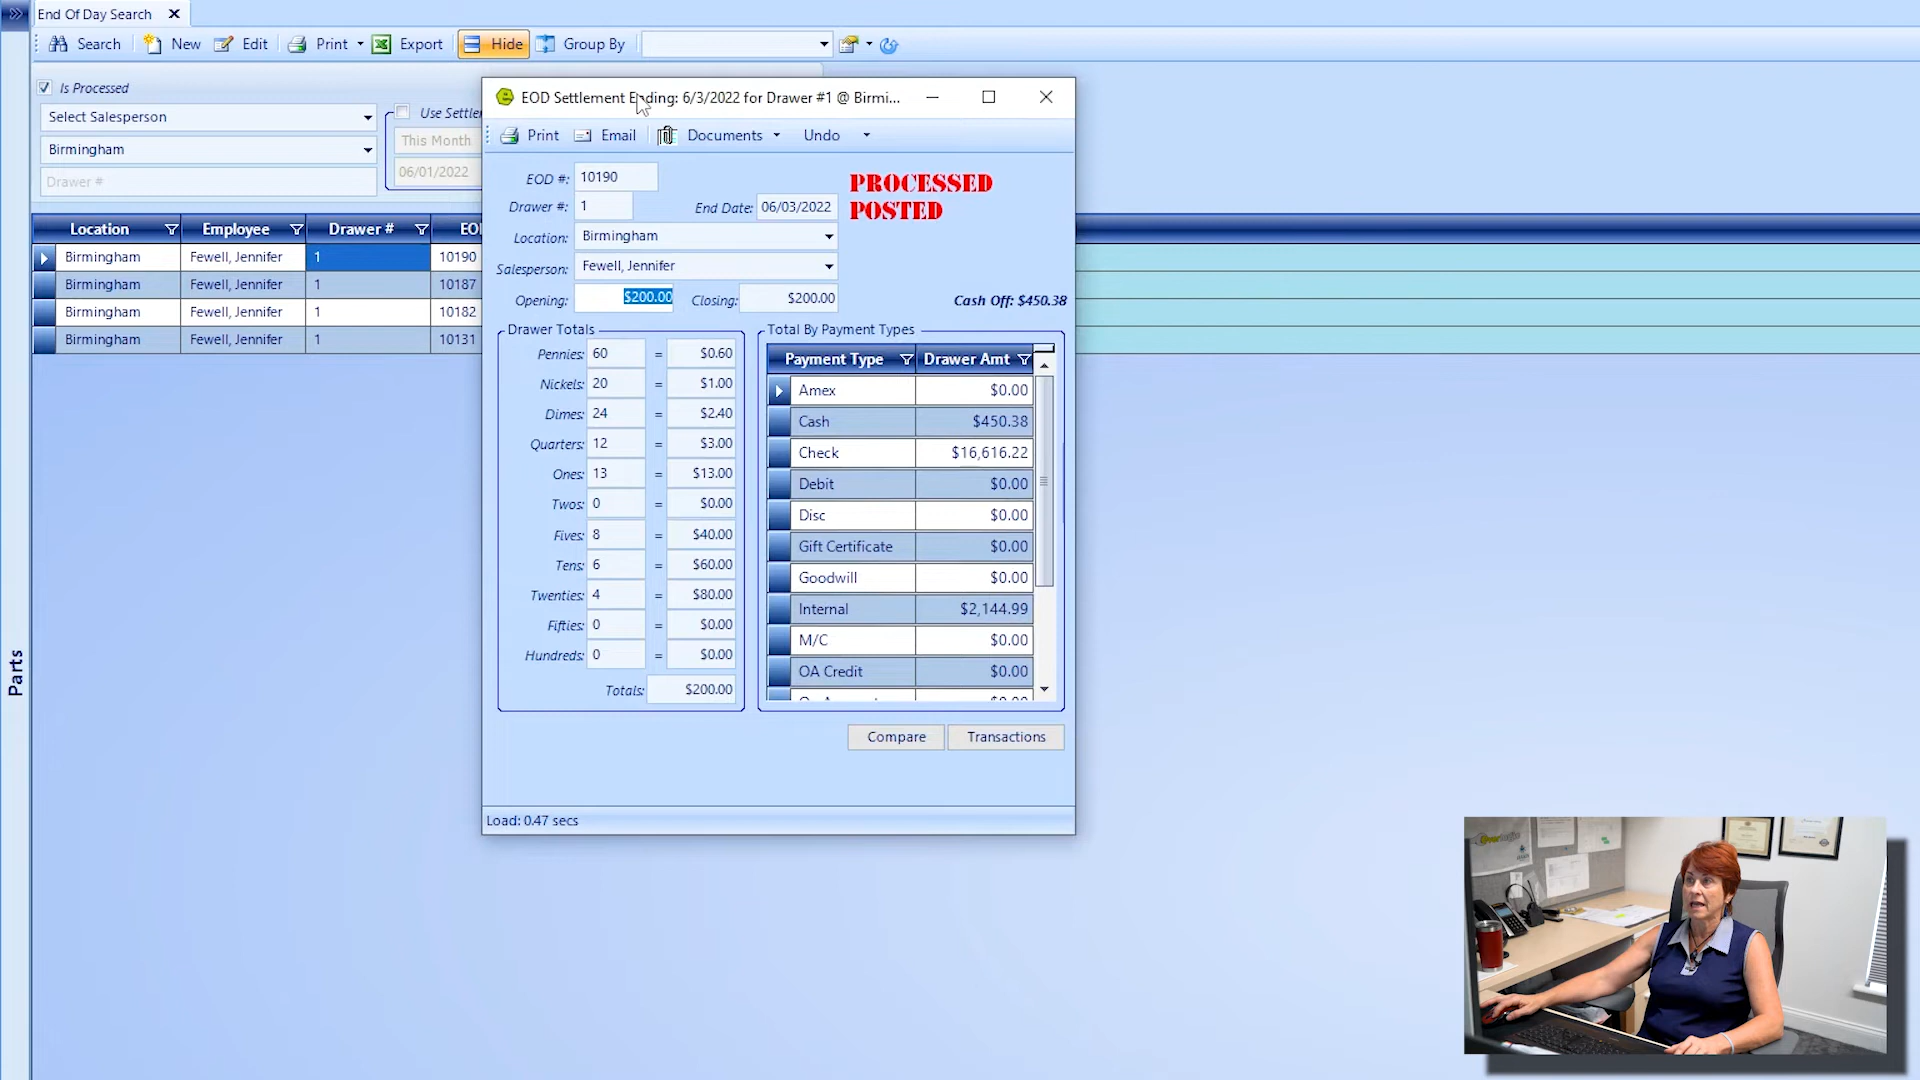 End Of Day Search
Search New Edit Print Export Hide Group By
Is Processed
Select Salesperson
Birmingham
Drawer #
Use Settle
This Month
06/01/2022
Location Employee Drawer # EO
Birmingham Fewell, Jennifer 1 10190
Birmingham Fewell, Jennifer 1 10187
Birmingham Fewell, Jennifer 1 10182
Birmingham Fewell, Jennifer 1 10131
Parts
EOD Settlement Ending: 6/3/2022 for Drawer #1 @ Birmi...
Print Email Documents Undo
EOD #: 10190
Drawer #: 1 End Date: 06/03/2022
PROCESSED
POSTED
Location: Birmingham
Salesperson: Fewell, Jennifer
Opening: $200.00 Closing: $200.00 Cash Off: $450.38
Drawer Totals
Pennies: 60 = $0.60
Nickels: 20 = $1.00
Dimes: 24 = $2.40
Quarters: 12 = $3.00
Ones: 13 = $13.00
Twos: 0 = $0.00
Fives: 8 = $40.00
Tens: 6 = $60.00
Twenties: 4 = $80.00
Fifties: 0 = $0.00
Hundreds: 0 = $0.00
Totals: $200.00
Total By Payment Types
Payment Type Drawer Amt
Amex $0.00
Cash $450.38
Check $16,616.22
Debit $0.00
Disc $0.00
Gift Certificate $0.00
Goodwill $0.00
Internal $2,144.99
M/C $0.00
OA Credit $0.00
Compare Transactions
Load: 0.47 secs